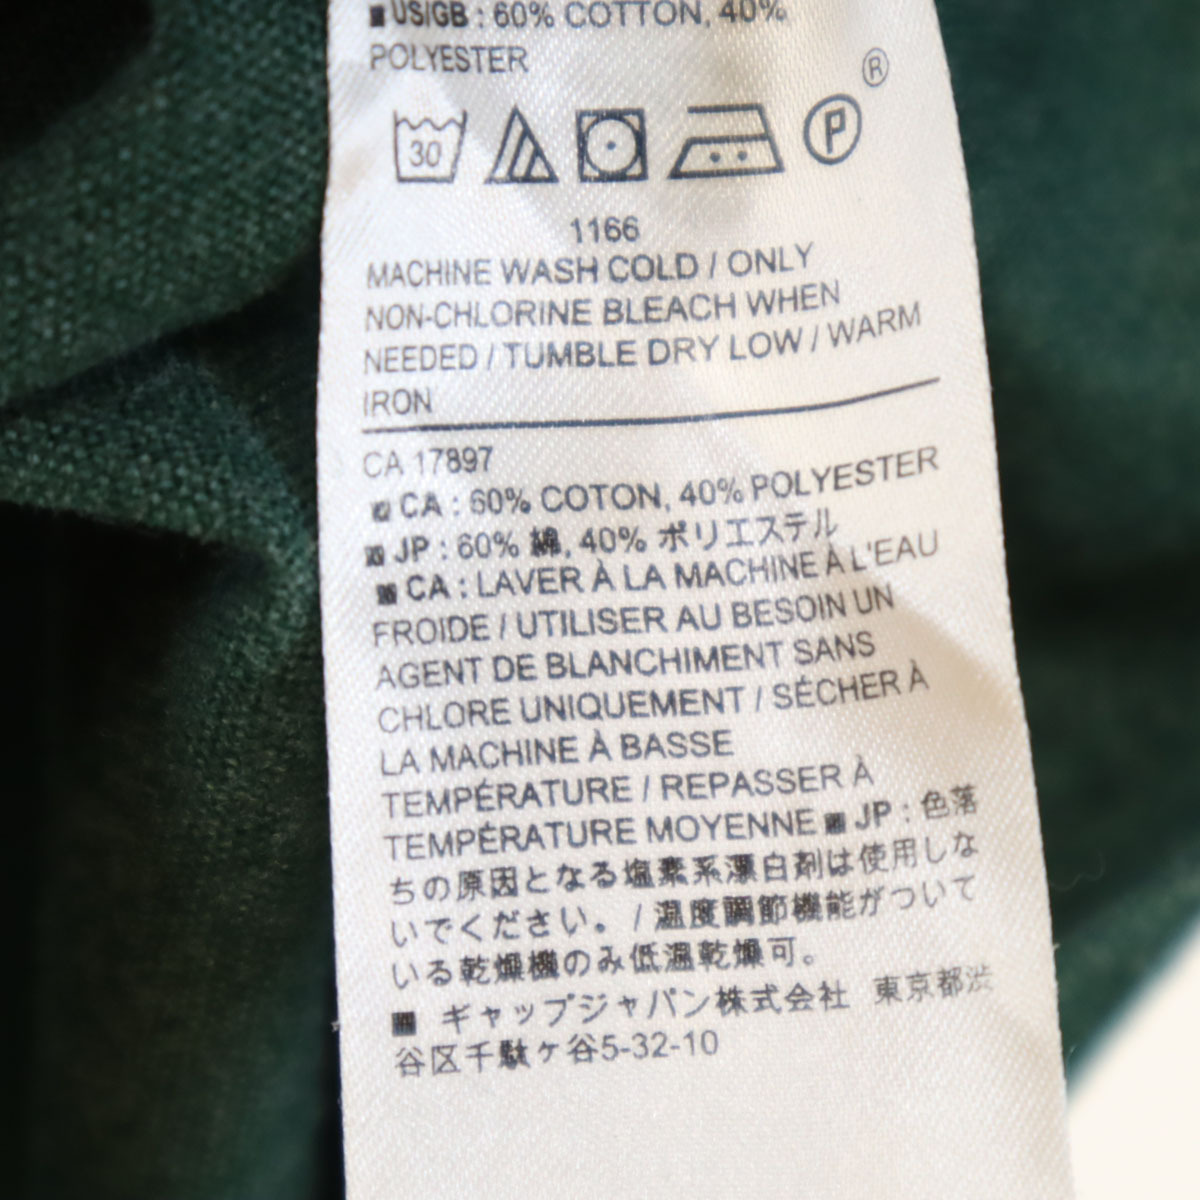 US/GB : 60% COTTON, 40%
POLYESTER
®
30
P
1166
MACHINE WASH COLD / ONLY
NON-CHLORINE BLEACH WHEN
NEEDED / TUMBLE DRY LOW / WARM
IRON
CA 17897
CA : 60% COTON, 40% POLYESTER
JP : 60% 綿, 40% ポリエステル
CA : LAVER À LA MACHINE À L'EAU
FROIDE / UTILISER AU BESOIN UN
AGENT DE BLANCHIMENT SANS
CHLORE UNIQUEMENT / SÉCHER À
LA MACHINE À BASSE
TEMPÉRATURE / REPASSER À
TEMPÉRATURE MOYENNE ■ JP : 色落
ちの原因となる塩素系漂白剤は使用しな
いでください。 / 温度調節機能がついて
いる乾燥機のみ低温乾燥可。
■ ギャップジャパン株式会社 東京都渋
谷区千駄ヶ谷5-32-10